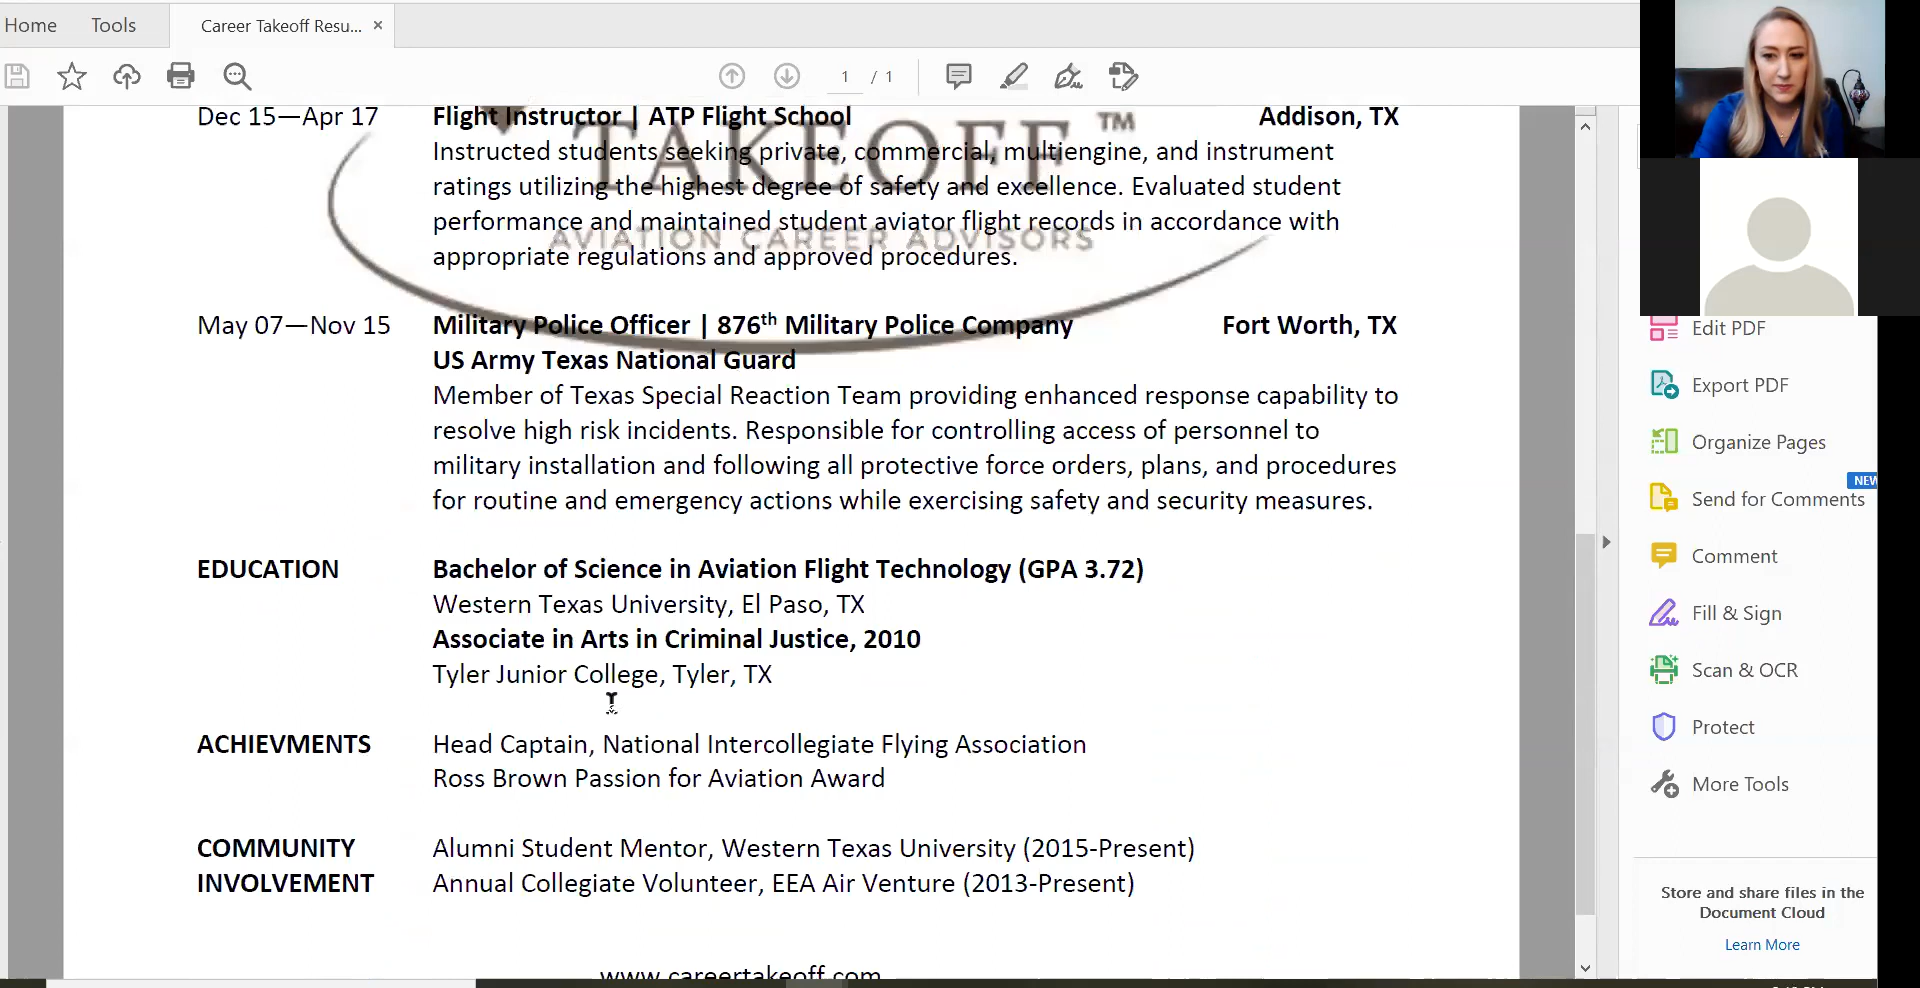 Home Tools Career Takeoff Resu... ×
1 / 1
Dec 15—Apr 17 Flight Instructor | ATP Flight School Addison, TX
TAKEOFF ™
Instructed students seeking private, commercial, multiengine, and instrument
ratings utilizing the highest degree of safety and excellence. Evaluated student
performance and maintained student aviator flight records in accordance with
AVIATION CAREER ADVISORS
appropriate regulations and approved procedures.
May 07—Nov 15 Military Police Officer | 876th Military Police Company Fort Worth, TX
US Army Texas National Guard
Member of Texas Special Reaction Team providing enhanced response capability to
resolve high risk incidents. Responsible for controlling access of personnel to
military installation and following all protective force orders, plans, and procedures
for routine and emergency actions while exercising safety and security measures.
EDUCATION Bachelor of Science in Aviation Flight Technology (GPA 3.72)
Western Texas University, El Paso, TX
Associate in Arts in Criminal Justice, 2010
Tyler Junior College, Tyler, TX
ACHIEVMENTS Head Captain, National Intercollegiate Flying Association
Ross Brown Passion for Aviation Award
COMMUNITY Alumni Student Mentor, Western Texas University (2015-Present)
INVOLVEMENT Annual Collegiate Volunteer, EEA Air Venture (2013-Present)
www.careertakeoff.com
Edit PDF
Export PDF
Organize Pages
NEW
Send for Comments
Comment
Fill & Sign
Scan & OCR
Protect
More Tools
Store and share files in the
Document Cloud
Learn More